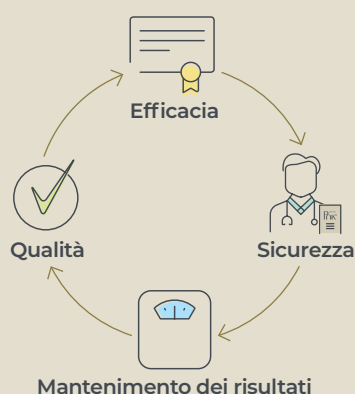 Efficacia
Sicurezza
Qualità
Mantenimento dei risultati